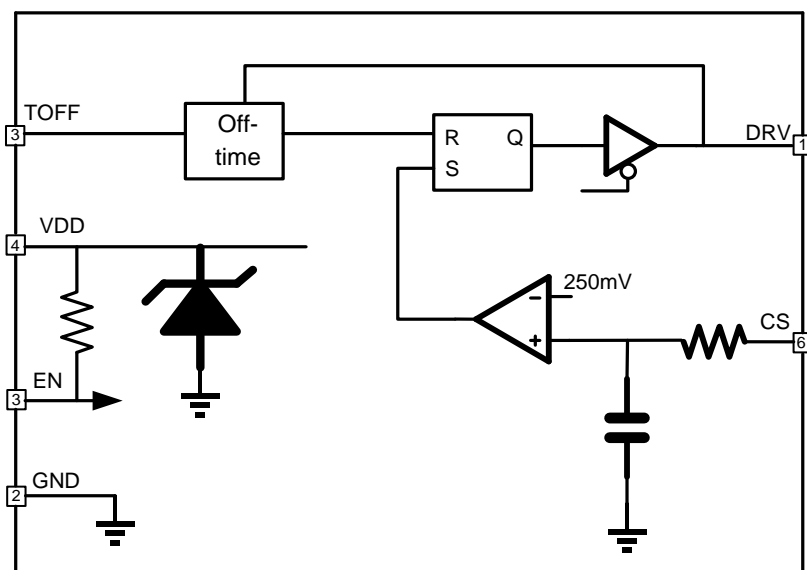 TOFF
3
Off-
time
R
Q
S
DRV
1
VDD
4
250mV
CS
6
EN
3
GND
2